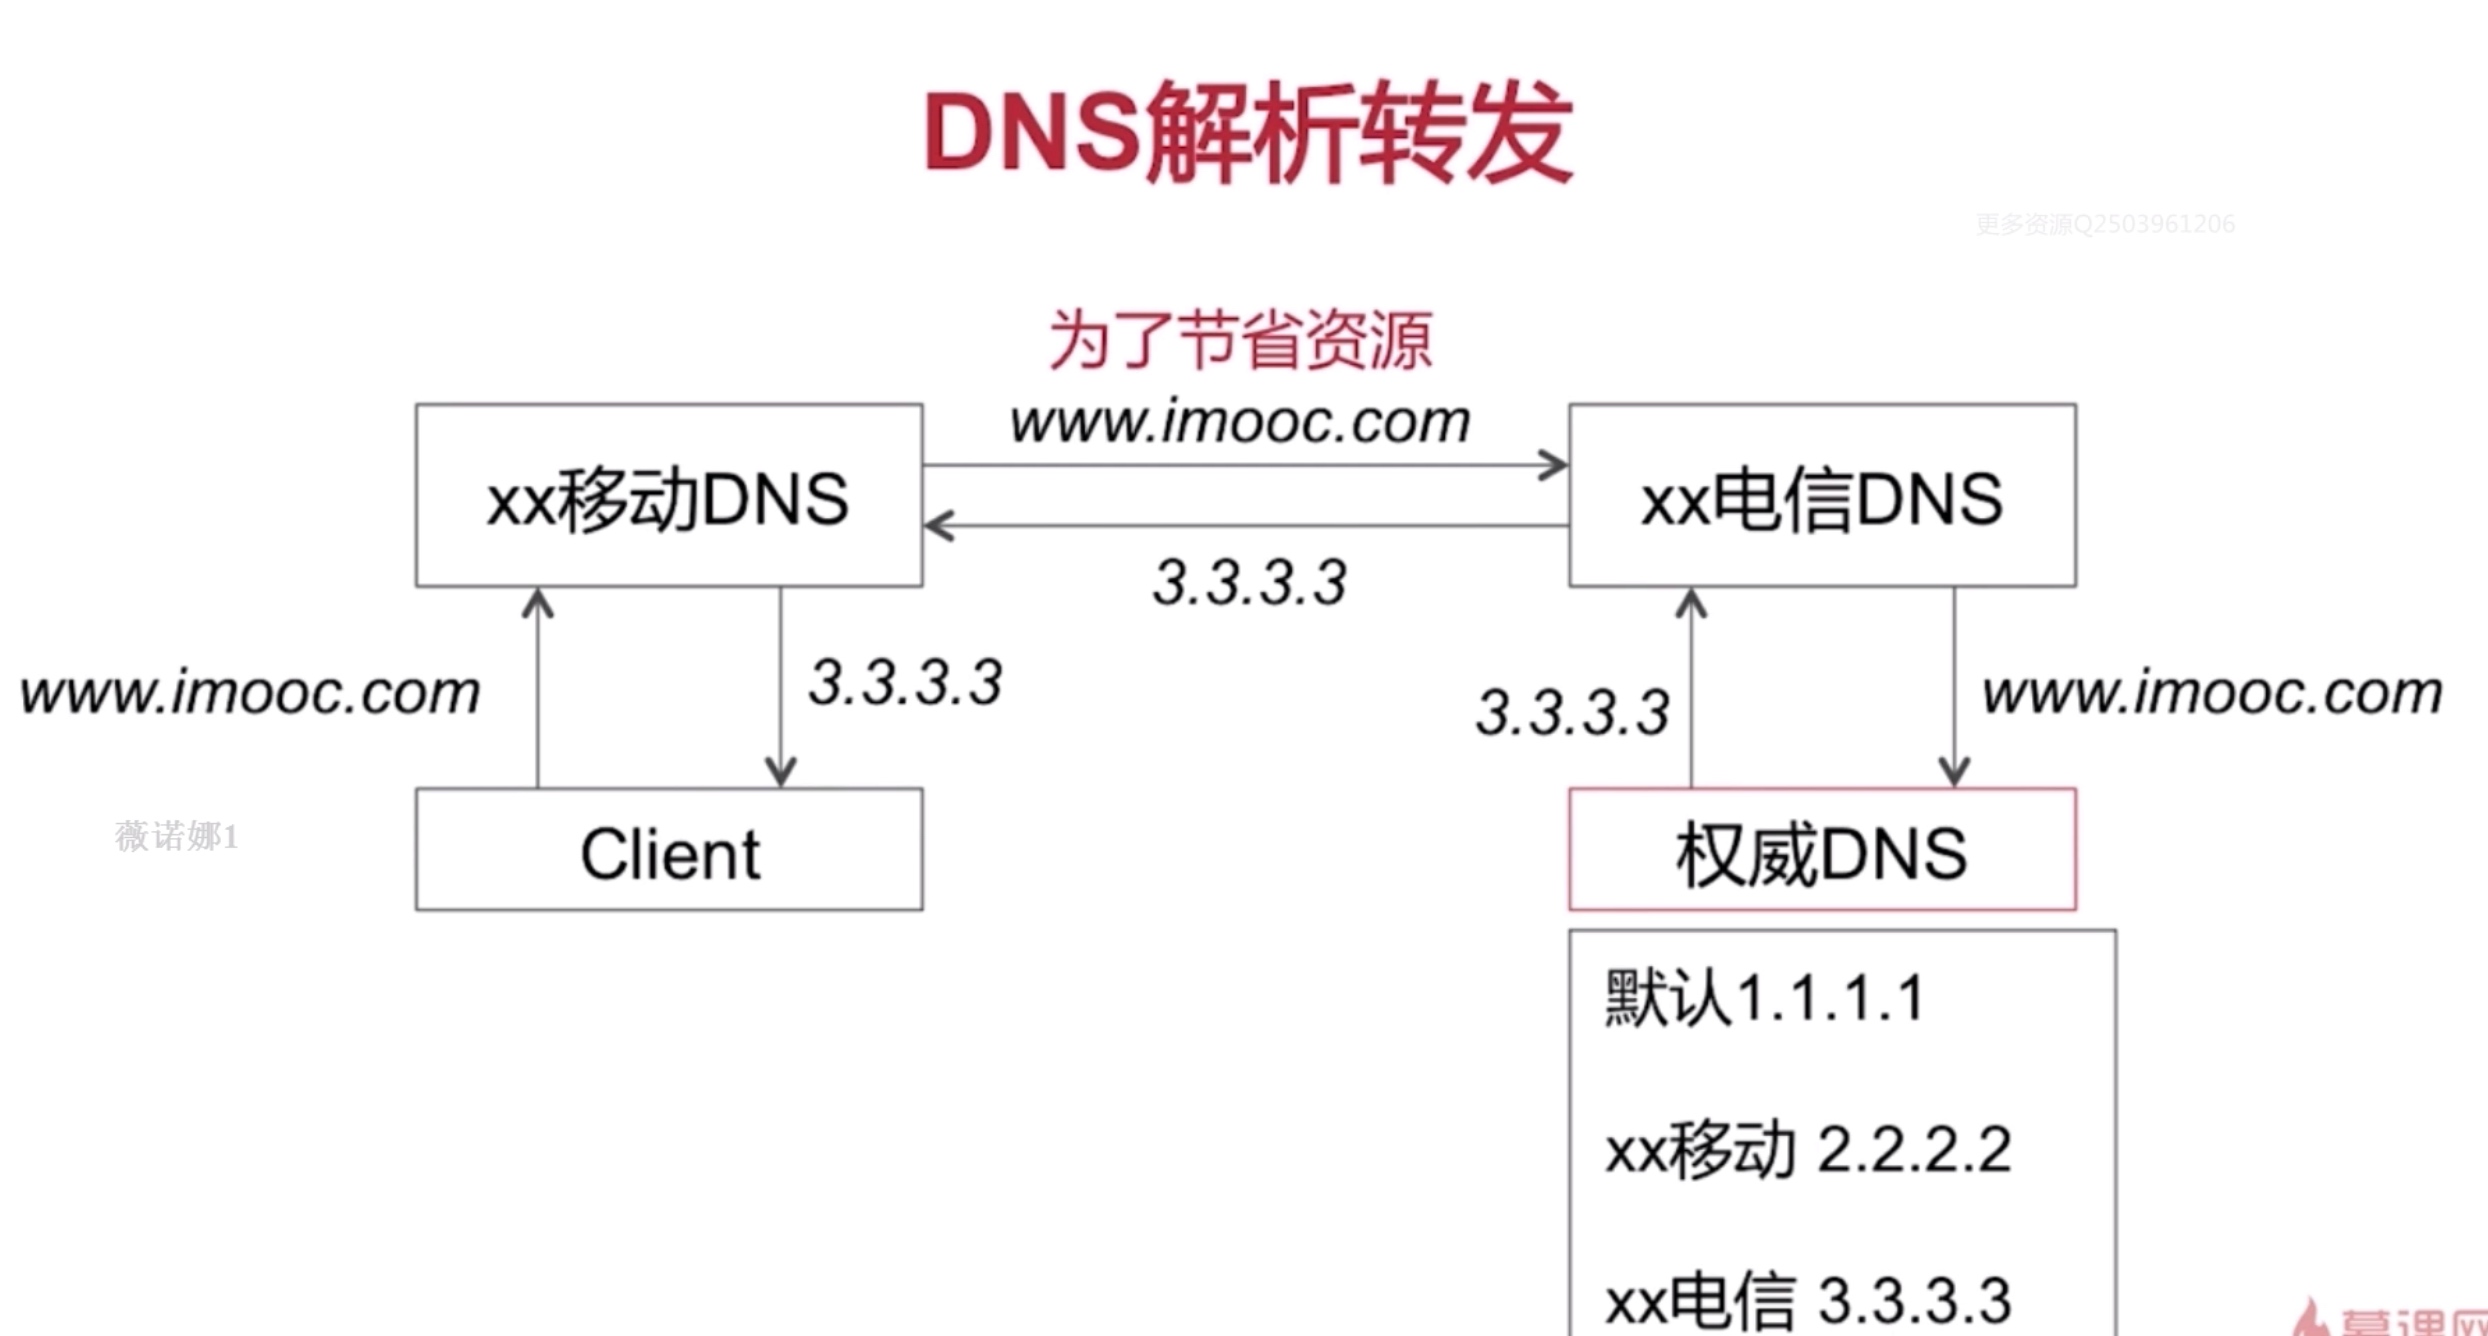 DNS解析转发
更多资源Q2503961206
为了节省资源
www.imooc.com
xx移动DNS
xx电信DNS
3.3.3.3
www.imooc.com
3.3.3.3
3.3.3.3
www.imooc.com
薇诺娜1
Client
权威DNS
默认1.1.1.1
xx移动 2.2.2.2
xx电信 3.3.3.3
慕课网